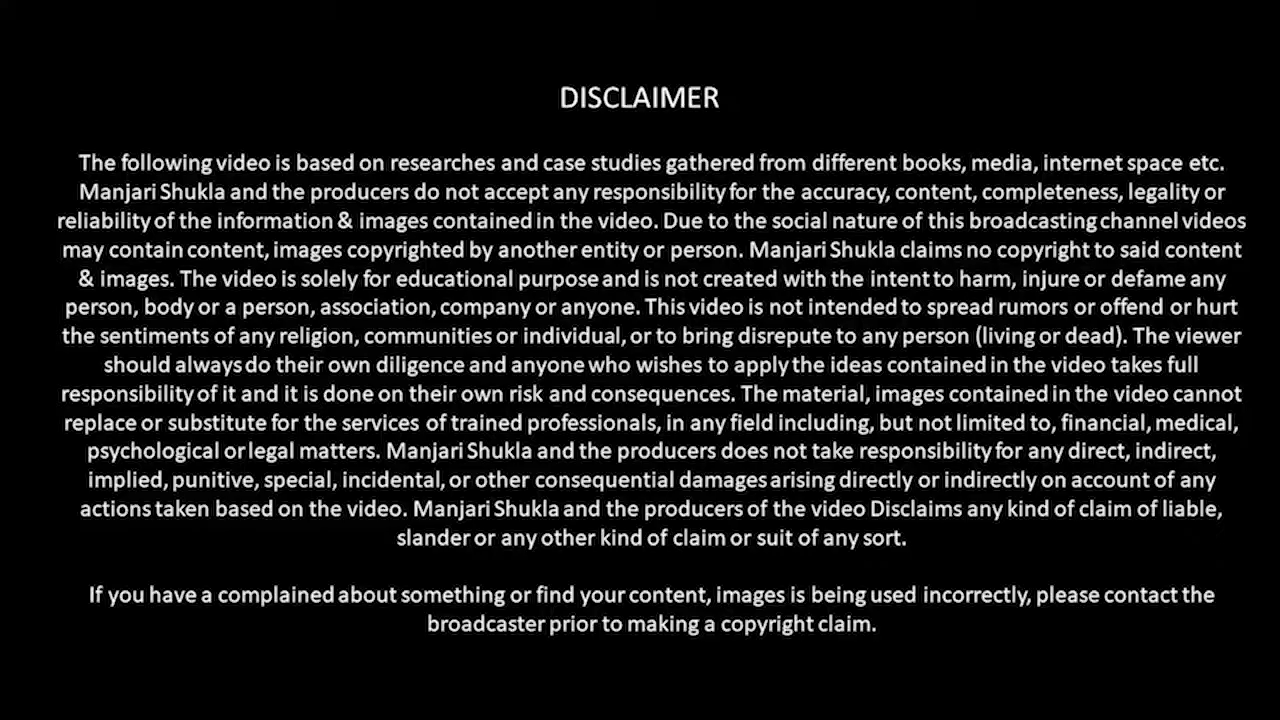 DISCLAIMER
The following video is based on researches and case studies gathered from different books, media, internet space etc.
Manjari Shukla and the producers do not accept any responsibility for the accuracy, content, completeness, legality or
reliability of the information & images contained in the video. Due to the social nature of this broadcasting channel videos
may contain content, images copyrighted by another entity or person. Manjari Shukla claims no copyright to said content
& images. The video is solely for educational purpose and is not created with the intent to harm, injure or defame any
person, body or a person, association, company or anyone. This video is not intended to spread rumors or offend or hurt
the sentiments of any religion, communities or individual, or to bring disrepute to any person (living or dead). The viewer
should always do their own diligence and anyone who wishes to apply the ideas contained in the video takes full
responsibility of it and it is done on their own risk and consequences. The material, images contained in the video cannot
replace or substitute for the services of trained professionals, in any field including, but not limited to, financial, medical,
psychological or legal matters. Manjari Shukla and the producers does not take responsibility for any direct, indirect,
implied, punitive, special, incidental, or other consequential damages arising directly or indirectly on account of any
actions taken based on the video. Manjari Shukla and the producers of the video Disclaims any kind of claim of liable,
slander or any other kind of claim or suit of any sort.
If you have a complained about something or find your content, images is being used incorrectly, please contact the
broadcaster prior to making a copyright claim.